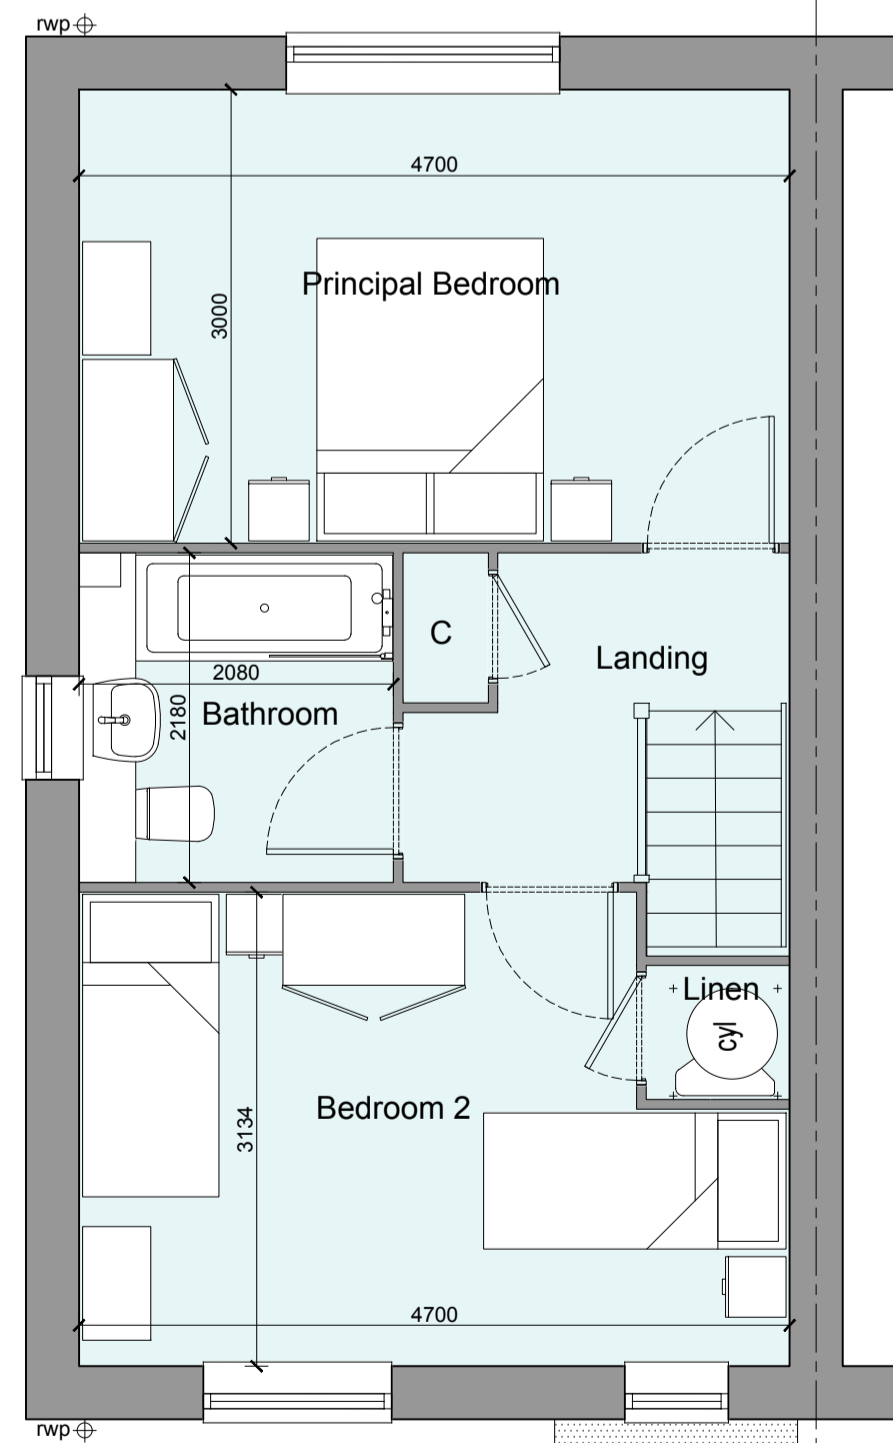 rwp
4700
Principal Bedroom
3000
C
Landing
2080
Bathroom
2180
Linen
cyl
Bedroom 2
3134
4700
rwp